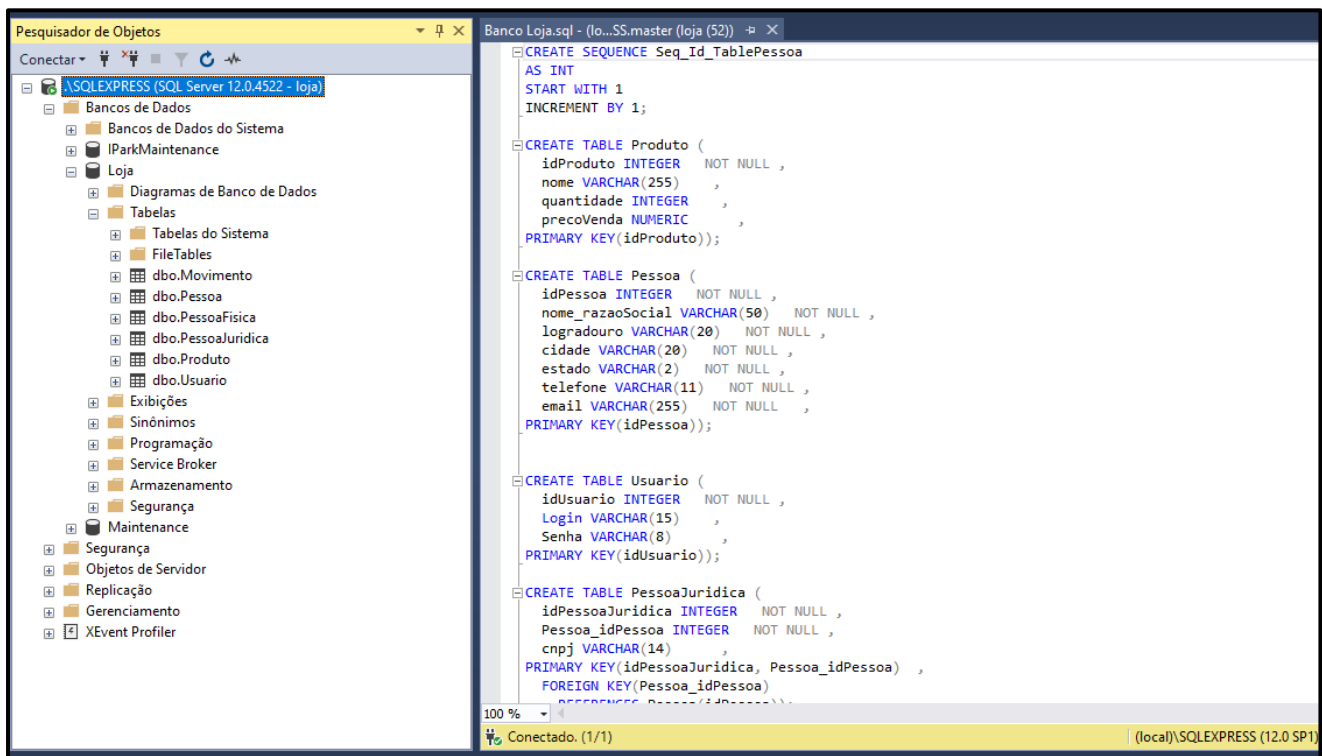 Pesquisador de Objetos
Conectar
.\SQLEXPRESS (SQL Server 12.0.4522 - loja)
Bancos de Dados
Bancos de Dados do Sistema
IParkMaintenance
Loja
Diagramas de Banco de Dados
Tabelas
Tabelas do Sistema
FileTables
dbo.Movimento
dbo.Pessoa
dbo.PessoaFisica
dbo.PessoaJuridica
dbo.Produto
dbo.Usuario
Exibições
Sinônimos
Programação
Service Broker
Armazenamento
Segurança
Maintenance
Segurança
Objetos de Servidor
Replicação
Gerenciamento
XEvent Profiler
Banco Loja.sql - (lo...SS.master (loja (52))
CREATE SEQUENCE Seq_Id_TablePessoa
AS INT
START WITH 1
INCREMENT BY 1;
CREATE TABLE Produto (
idProduto INTEGER NOT NULL ,
nome VARCHAR(255) ,
quantidade INTEGER ,
precoVenda NUMERIC ,
PRIMARY KEY(idProduto));
CREATE TABLE Pessoa (
idPessoa INTEGER NOT NULL ,
nome_razaoSocial VARCHAR(50) NOT NULL ,
logradouro VARCHAR(20) NOT NULL ,
cidade VARCHAR(20) NOT NULL ,
estado VARCHAR(2) NOT NULL ,
telefone VARCHAR(11) NOT NULL ,
email VARCHAR(255) NOT NULL ,
PRIMARY KEY(idPessoa));
CREATE TABLE Usuario (
idUsuario INTEGER NOT NULL ,
Login VARCHAR(15) ,
Senha VARCHAR(8) ,
PRIMARY KEY(idUsuario));
CREATE TABLE PessoaJuridica (
idPessoaJuridica INTEGER NOT NULL ,
Pessoa_idPessoa INTEGER NOT NULL ,
cnpj VARCHAR(14) ,
PRIMARY KEY(idPessoaJuridica, Pessoa_idPessoa) ,
FOREIGN KEY(Pessoa_idPessoa)
REFERENCES Pessoa(idPessoa));
100 %
Conectado. (1/1)
(local)\SQLEXPRESS (12.0 SP1)